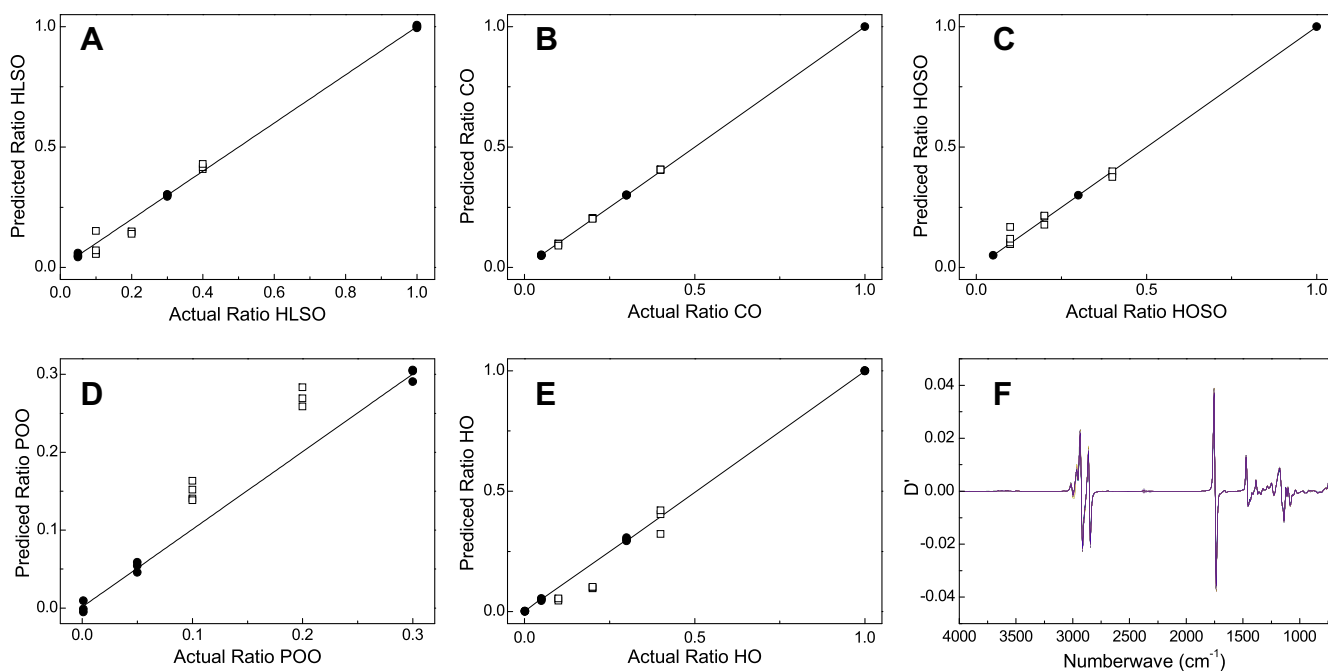 A
1.0
0.5
0.0
Predicted Ratio HLSO
0.0 0.2 0.4 0.6 0.8 1.0
Actual Ratio HLSO
B
1.0
0.5
0.0
Prediced Ratio CO
0.0 0.5 1.0
Actual Ratio CO
C
1.0
0.5
0.0
Prediced Ratio HOSO
0.0 0.5 1.0
Actual Ratio HOSO
D
0.3
0.2
0.1
0.0
Prediced Ratio POO
0.0 0.1 0.2 0.3
Actual Ratio POO
E
1.0
0.5
0.0
Prediced Ratio HO
0.0 0.5 1.0
Actual Ratio HO
F
0.04
0.02
0.00
-0.02
-0.04
D'
4000 3500 3000 2500 2000 1500 1000
Numberwave (cm⁻¹)